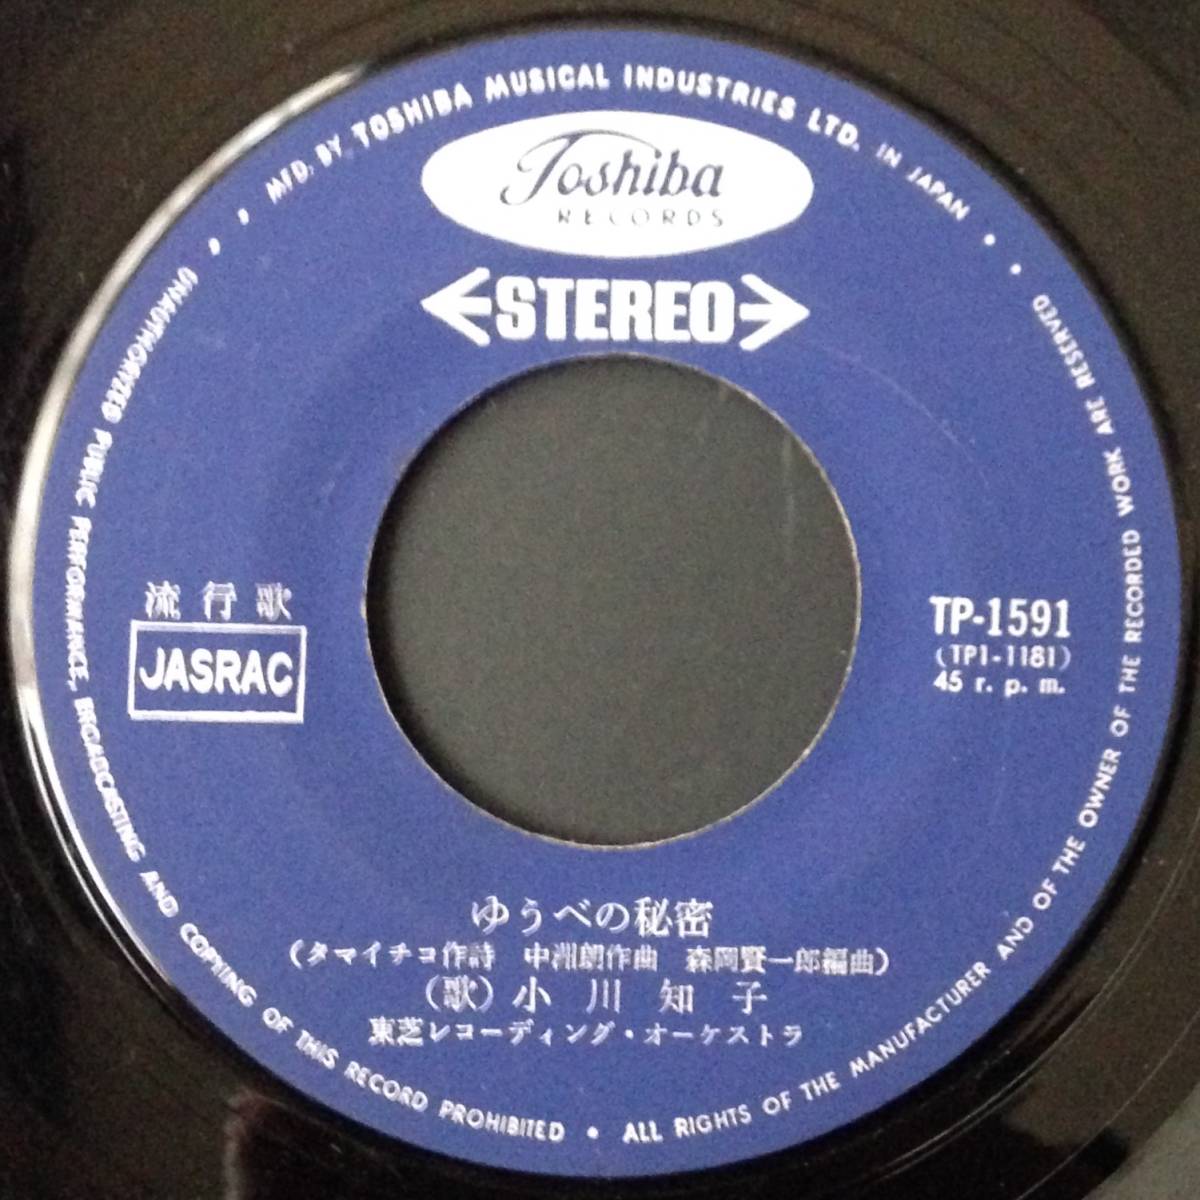 MFD. BY TOSHIBA MUSICAL INDUSTRIES LTD. IN JAPAN
Toshiba
RECORDS
STEREO
流行歌
JASRAC
TP-1591
(TP1-1181)
45 r. p. m.
ゆうべの秘密
(タマイチコ作詩 中洲朗作曲 森岡賢一郎編曲)
(歌) 小川知子
東芝レコーディング・オーケストラ
UNAUTHORIZED PUBLIC PERFORMANCE, BROADCASTING AND COPYING OF THIS RECORD PROHIBITED • ALL RIGHTS OF THE MANUFACTURER AND OF THE OWNER OF THE RECORDED WORK ARE RESERVED